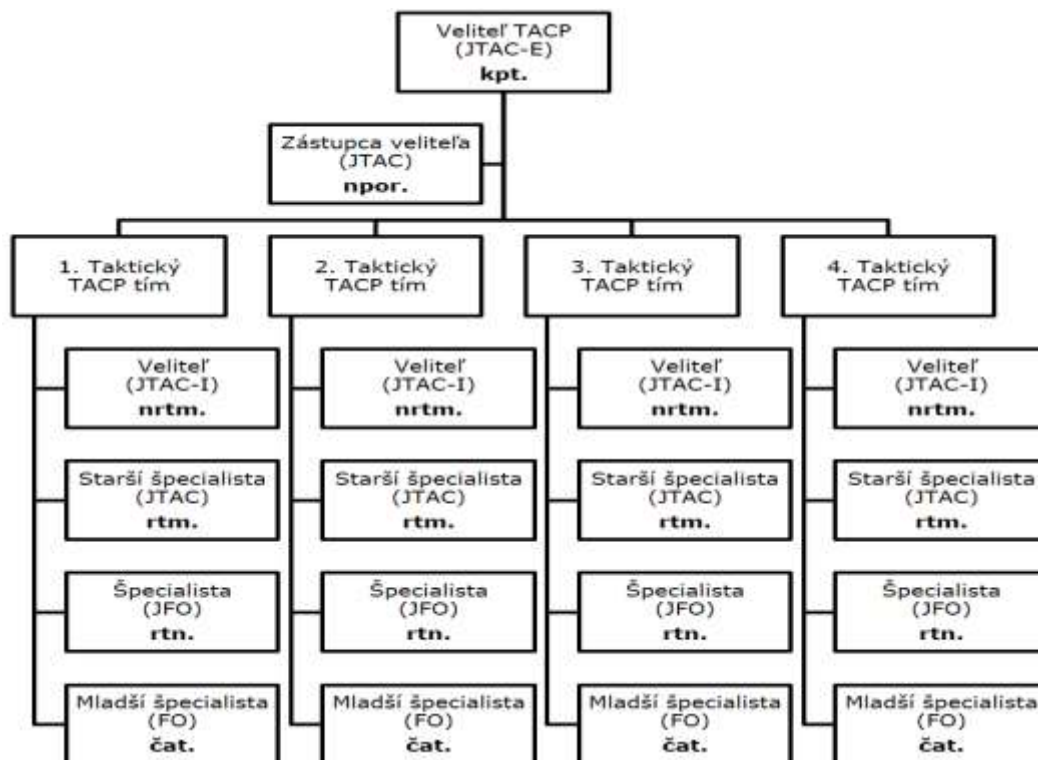 Veliteľ TACP
(JTAC-E)
kpt.
Zástupca veliteľa
(JTAC)
npor.
1. Taktický
TACP tím
2. Taktický
TACP tím
3. Taktický
TACP tím
4. Taktický
TACP tím
Veliteľ
(JTAC-I)
nrtm.
Veliteľ
(JTAC-I)
nrtm.
Veliteľ
(JTAC-I)
nrtm.
Veliteľ
(JTAC-I)
nrtm.
Starší špecialista
(JTAC)
rtm.
Starší špecialista
(JTAC)
rtm.
Starší špecialista
(JTAC)
rtm.
Starší špecialista
(JTAC)
rtm.
Špecialista
(JFO)
rtn.
Špecialista
(JFO)
rtn.
Špecialista
(JFO)
rtn.
Špecialista
(JFO)
rtn.
Mladší špecialista
(FO)
čat.
Mladší špecialista
(FO)
čat.
Mladší špecialista
(FO)
čat.
Mladší špecialista
(FO)
čat.